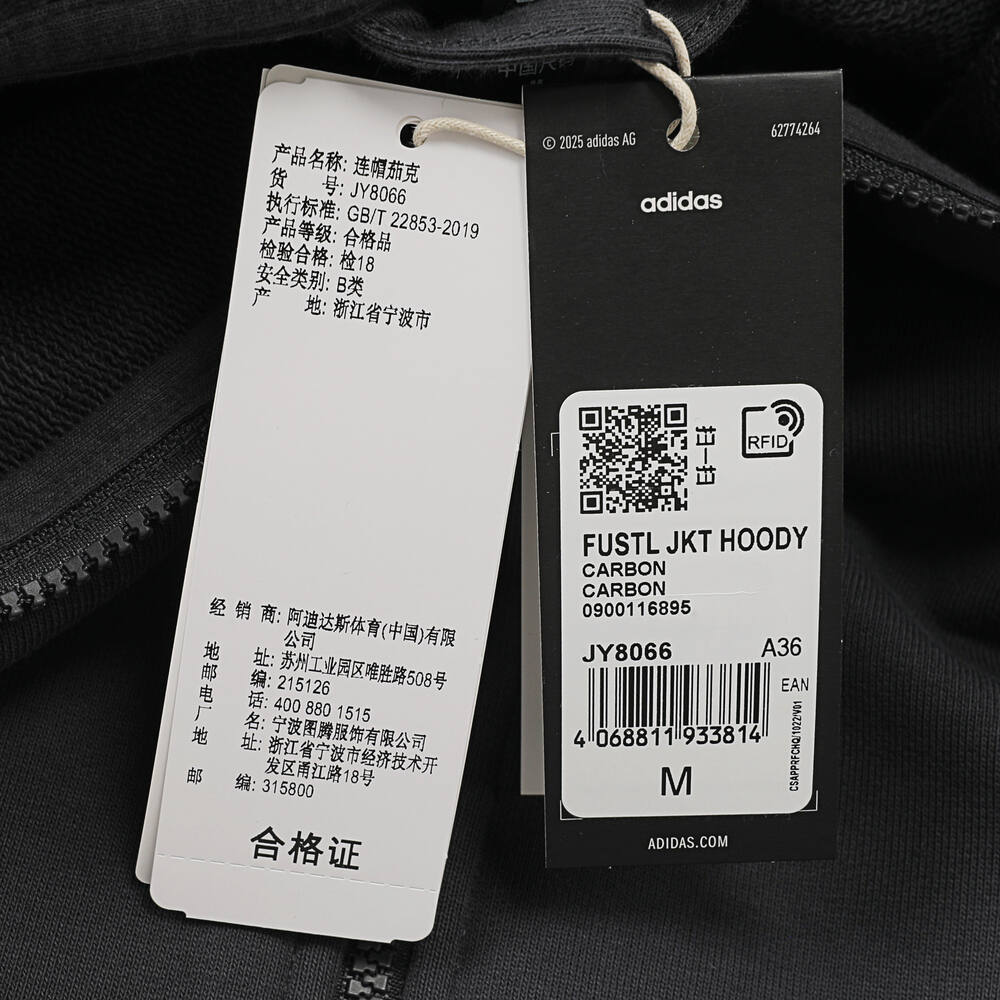 中国尺码
产品名称: 连帽茄克
货 号: JY8066
执行标准: GB/T 22853-2019
产品等级: 合格品
检验合格: 检18
安全类别: B类
产 地: 浙江省宁波市
经 销 商: 阿迪达斯体育(中国)有限
公司
地 址: 苏州工业园区唯胜路508号
邮 编: 215126
电 话: 400 880 1515
厂 名: 宁波图腾服饰有限公司
地 址: 浙江省宁波市经济技术开
发区甬江路18号
邮 编: 315800
合格证
© 2025 adidas AG
62774264
adidas
扫一扫
RFID
FUSTL JKT HOODY
CARBON
CARBON
0900116895
JY8066 A36
EAN
4 068811 933814
M
CSAPPRFCHQ/1022/V01
ADIDAS.COM